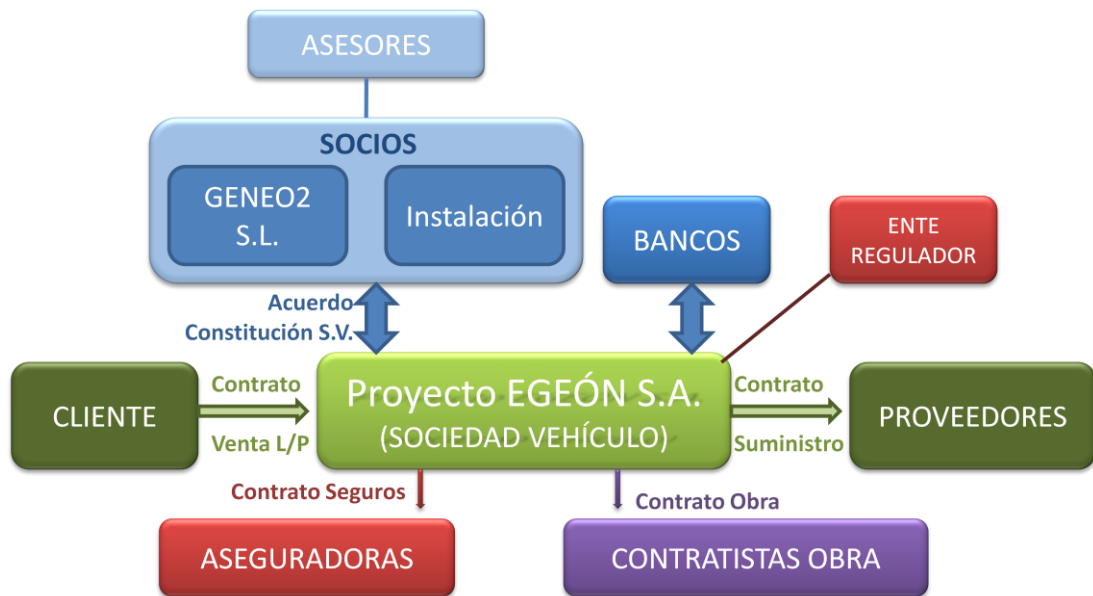 ASESORES
SOCIOS
GENEO2
S.L.
Instalación
BANCOS
ENTE
REGULADOR
Acuerdo
Constitución S.V.
CLIENTE
Contrato
Venta L/P
Proyecto EGEÓN S.A.
(SOCIEDAD VEHÍCULO)
Contrato
Suministro
PROVEEDORES
Contrato Seguros
Contrato Obra
ASEGURADORAS
CONTRATISTAS OBRA